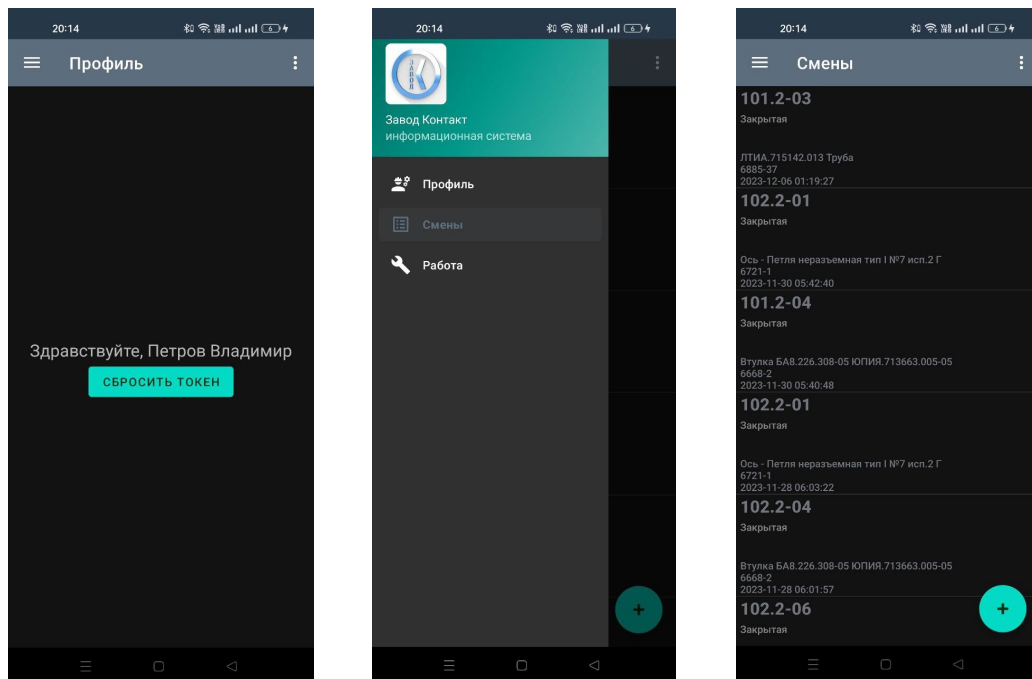 20:14
Профиль
Здравствуйте, Петров Владимир
СБРОСИТЬ ТОКЕН
20:14
ЗАВОД
Завод Контакт
информационная система
Профиль
Смены
Работа
+
20:14
Смены
101.2-03
Закрытая
ЛТИА.715142.013 Труба
6885-37
2023-12-06 01:19:27
102.2-01
Закрытая
Ось - Петля неразъемная тип I №7 исп.2 Г
6721-1
2023-11-30 05:42:40
101.2-04
Закрытая
Втулка БА8.226.308-05 ЮПИЯ.713663.005-05
6668-2
2023-11-30 05:40:48
102.2-01
Закрытая
Ось - Петля неразъемная тип I №7 исп.2 Г
6721-1
2023-11-28 06:03:22
102.2-04
Закрытая
Втулка БА8.226.308-05 ЮПИЯ.713663.005-05
6668-2
2023-11-28 06:01:57
102.2-06
Закрытая
+